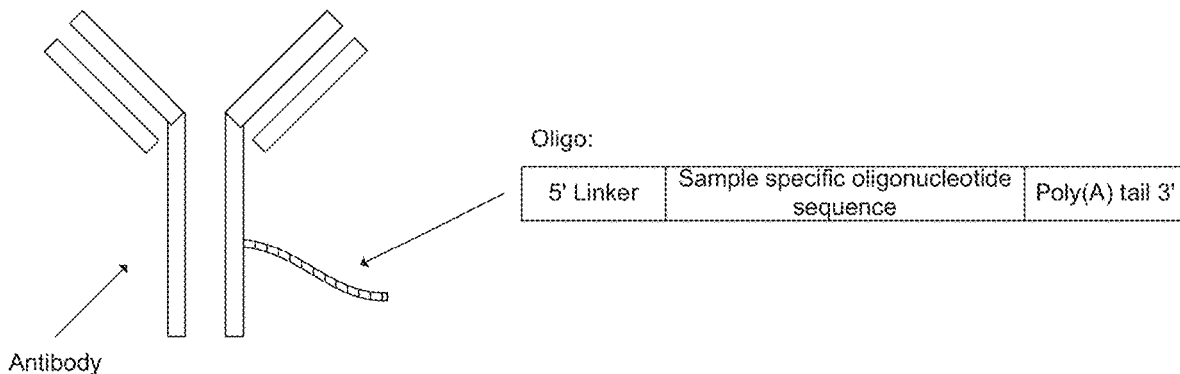 Oligo:
5' Linker
Sample specific oligonucleotide
sequence
Poly(A) tail 3'
Antibody